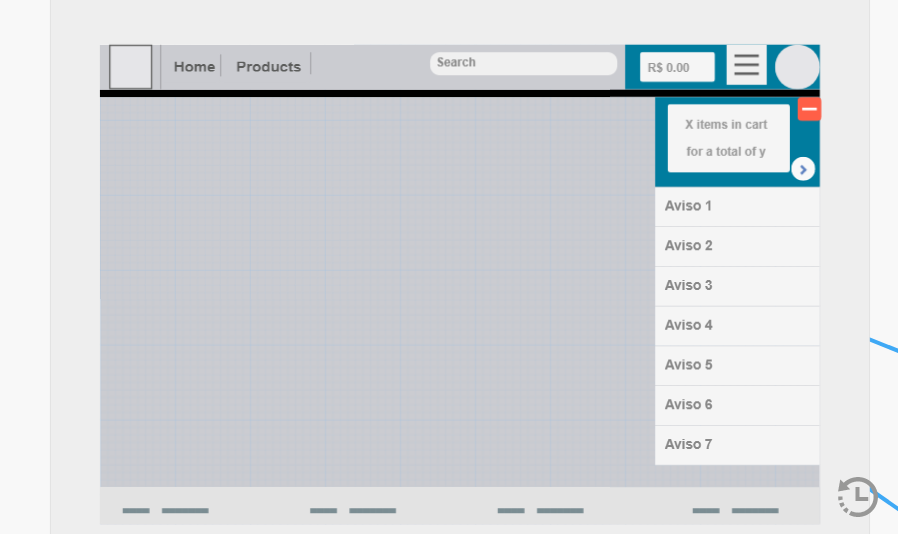 Home
Products
Search
R$ 0.00
X items in cart
for a total of y
Aviso 1
Aviso 2
Aviso 3
Aviso 4
Aviso 5
Aviso 6
Aviso 7